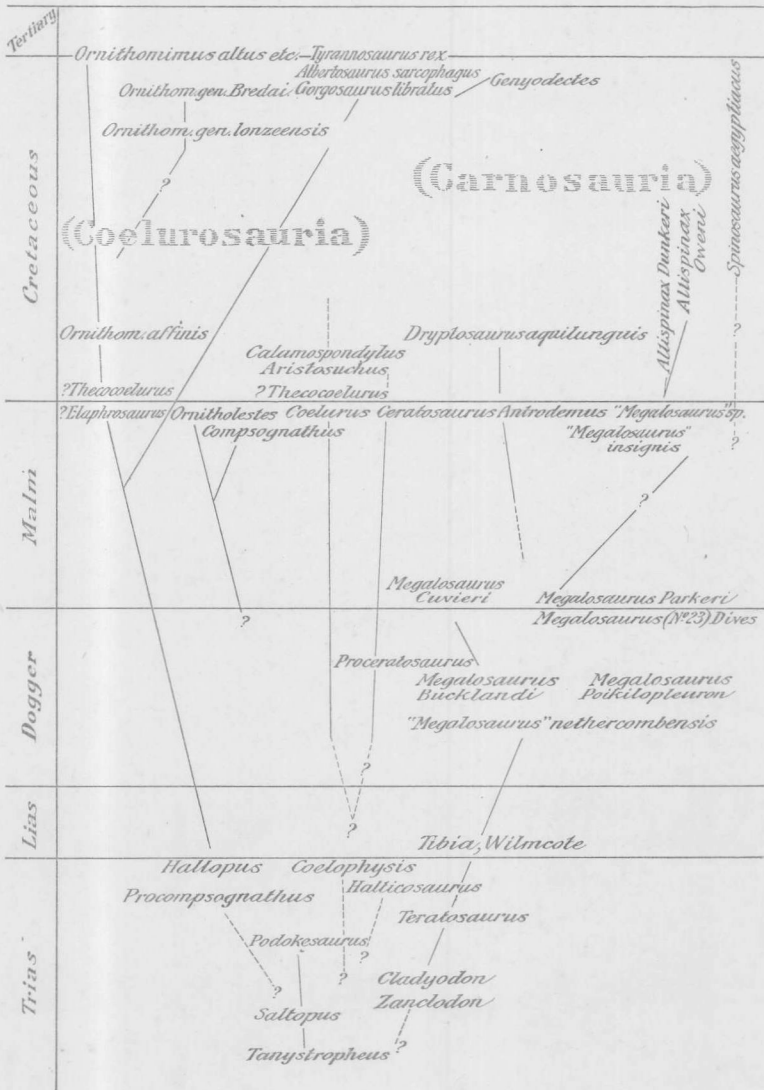 Tertiary
Ornithomimus altus etc. Tyrannosaurus rex
Albertosaurus sarcophagus
Ornithom. gen. Bredai Gorgosaurus libratus Genyodectes
Ornithom. gen. lonzeensis
?
?
(Carnosauria)
(Coelurosauria)
Cretaceous
Allispinax Dunkeri
Allispinax
Oweni
Spinosaurus aegyptiacus
?
Ornithom. affinis
Dryptosaurus aquilunguis
Calamospondylus
Aristosuchus
?Thecocoelurus ?Thecocoelurus
?Elaphrosaurus Ornitholestes Coelurus Ceratosaurus Antrodemus "Megalosaurus" sp.
Compsognathus "Megalosaurus" ?
insignis
?
Malm
Megalosaurus
Cuvieri Megalosaurus Parkeri
? Megalosaurus (Nº 23) Dives
Proceratosaurus
Megalosaurus Megalosaurus
Bucklandi Poikilopleuron
"Megalosaurus" nethercombensis
Dogger
?
?
Lias
Tibia, Wilmcote
Hallopus Coelophysis
Halticosaurus
Procompsognathus
Teratosaurus
Podokesaurus
?
?
Cladyodon
? Zanclodon
Saltopus
Trias
Tanystropheus ?